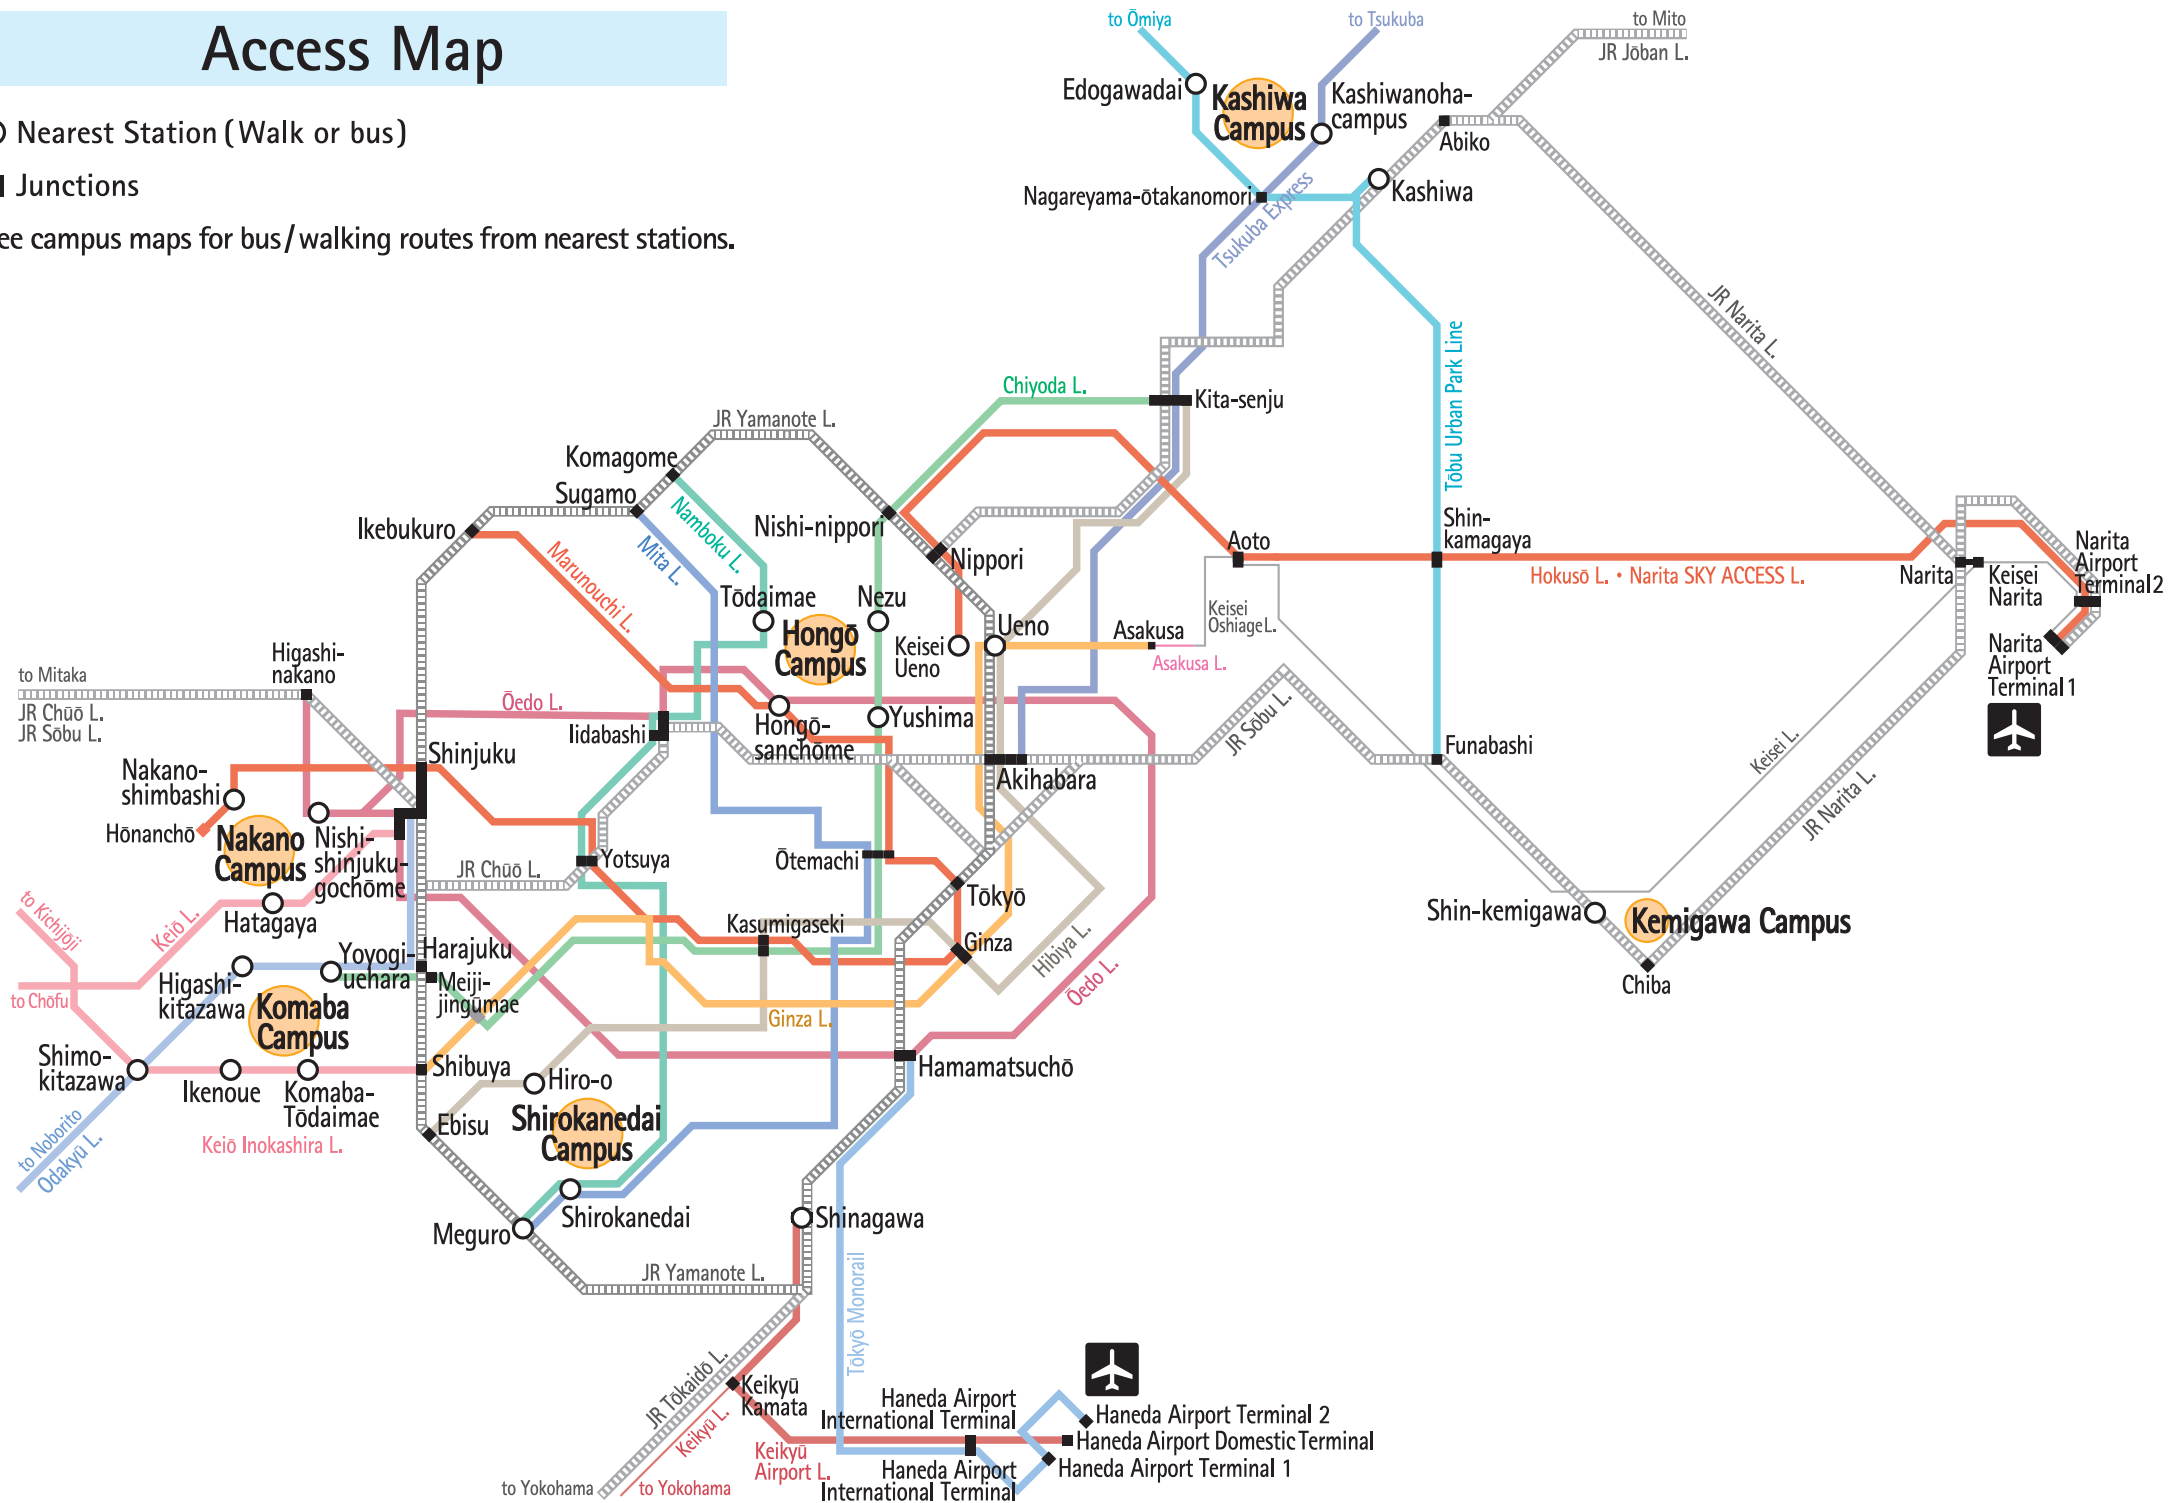 Access Map
Nearest Station (Walk or bus)
Junctions
ee campus maps for bus/walking routes from nearest stations.
to Ōmiya
to Tsukuba
to Mito
JR Jōban L.
Edogawadai
Kashiwa
Campus
Kashiwanoha-
campus
Abiko
Nagareyama-ōtakanomori
Kashiwa
Tsukuba Express
JR Narita L.
Tōbu Urban Park Line
Chiyoda L.
Kita-senju
JR Yamanote L.
Komagome
Sugamo
Ikebukuro
Namboku L.
Mita L.
Marunouchi L.
Nishi-nippori
Nippori
Aoto
Shin-
kamagaya
Hokusō L. • Narita SKY ACCESS L.
Narita
Keisei
Narita
Narita
Airport
Terminal2
Narita
Airport
Terminal 1
Tōdaimae
Nezu
Hongō
Campus
Keisei
Ueno
Ueno
Asakusa
Asakusa L.
Keisei
Oshiage L.
Higashi-
nakano
to Mitaka
JR Chūō L.
JR Sōbu L.
Ōedo L.
Iidabashi
Hongō-
sanchōme
Yushima
JR Sōbu L.
Funabashi
Keisei L.
JR Narita L.
Shinjuku
Nakano-
shimbashi
Hōnanchō
Nakano
Campus
Nishi-
shinjuku-
gochōme
Akihabara
JR Chūō L.
Yotsuya
Ōtemachi
Tōkyō
to Kichijōji
Keiō L.
Hatagaya
Kasumigaseki
Ginza
Hibiya L.
Ōedo L.
Shin-kemigawa
Kemigawa Campus
Chiba
to Chōfu
Higashi-
kitazawa
Yoyogi-
uehara
Harajuku
Meiji-
jingūmae
Komaba
Campus
Ginza L.
Shimo-
kitazawa
Ikenoue
Komaba-
Tōdaimae
Shibuya
Hamamatsuchō
Hiro-o
Ebisu
Shirokanedai
Campus
to Noborito
Odakyū L.
Keiō Inokashira L.
Shirokanedai
Meguro
Shinagawa
JR Yamanote L.
Tōkyō Monorail
JR Tōkaidō L.
Keikyū L.
Keikyū
Kamata
Keikyū
Airport L.
Haneda Airport
International Terminal
Haneda Airport Terminal 2
Haneda Airport Domestic Terminal
Haneda Airport Terminal 1
Haneda Airport
International Terminal
to Yokohama
to Yokohama